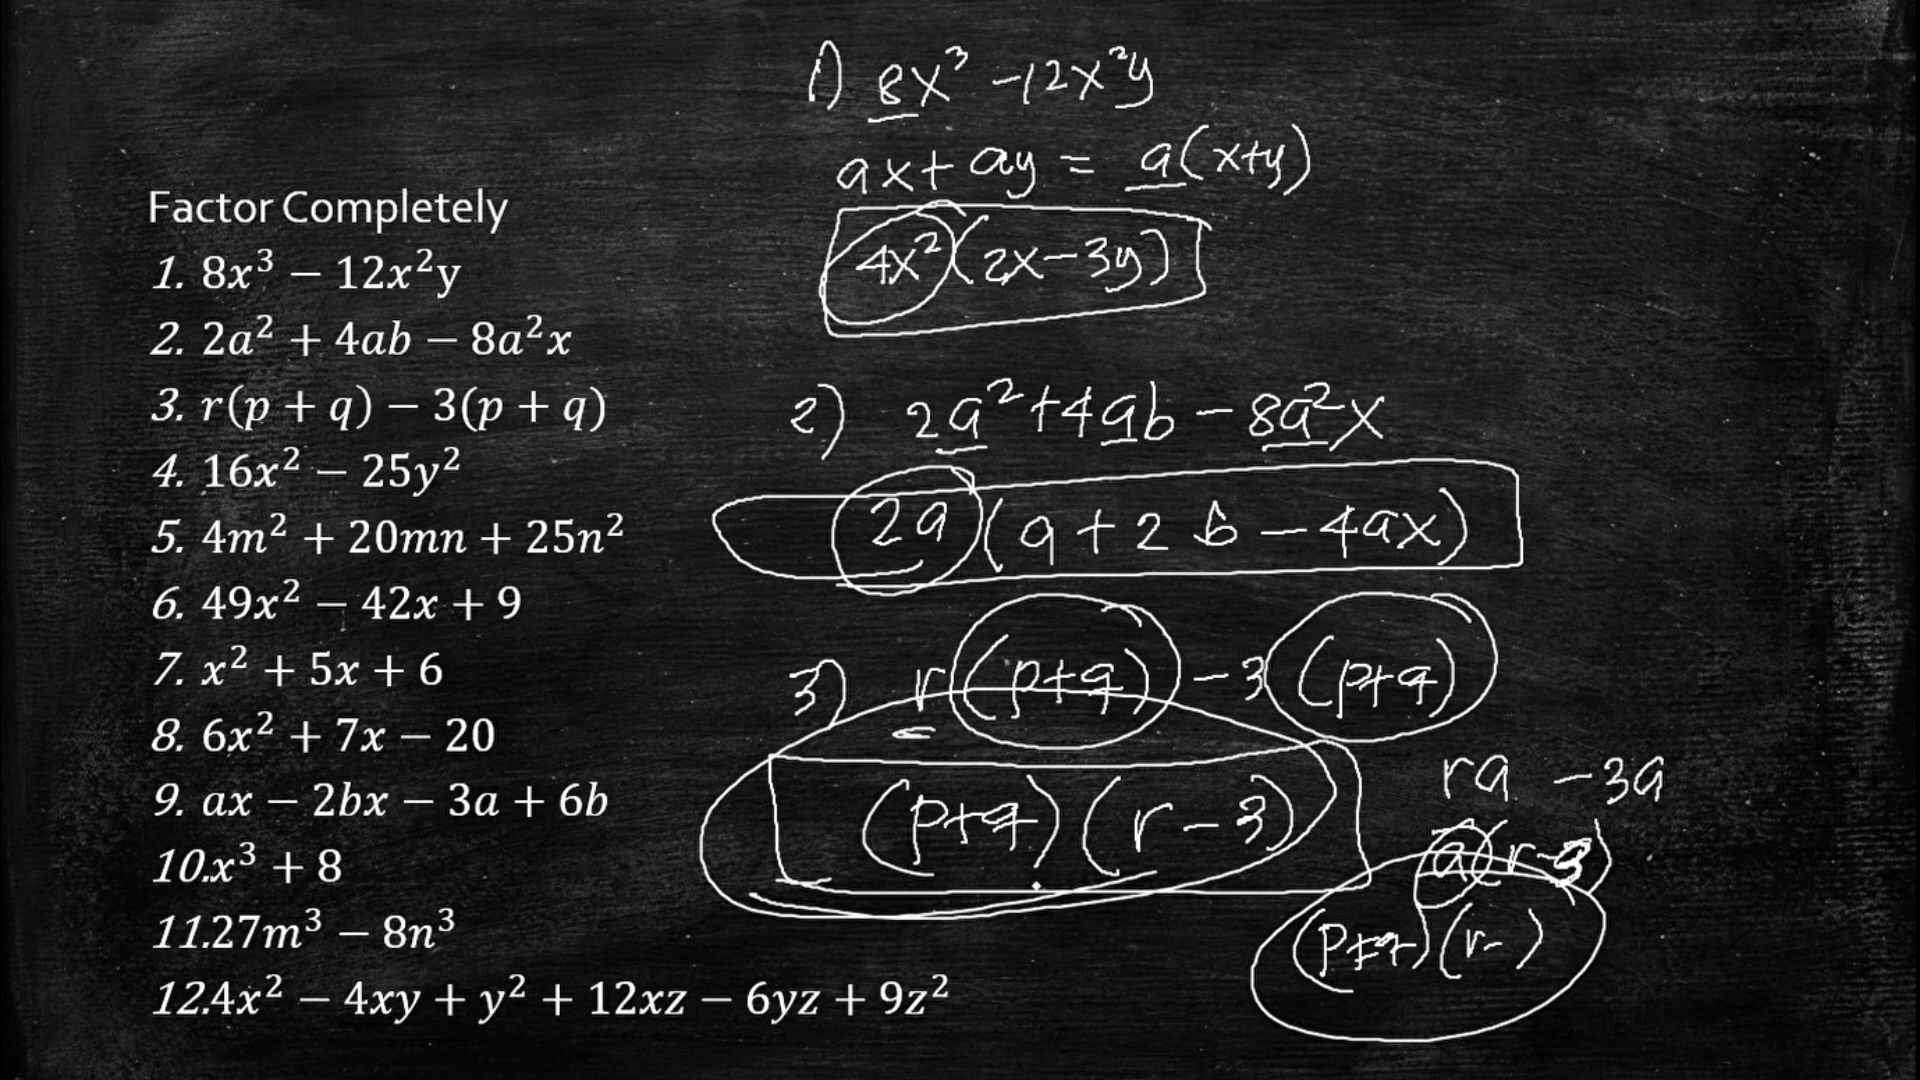 Factor Completely
1. 8x³ − 12x²y
2. 2a² + 4ab − 8a²x
3. r(p + q) − 3(p + q)
4. 16x² − 25y²
5. 4m² + 20mn + 25n²
6. 49x² − 42x + 9
7. x² + 5x + 6
8. 6x² + 7x − 20
9. ax − 2bx − 3a + 6b
10.x³ + 8
11.27m³ − 8n³
12.4x² − 4xy + y² + 12xz − 6yz + 9z²
1) 8x³ −12x²y
ax + ay = a(x+y)
4x²(2x−3y)
2) 2a²+4ab−8a²x
2a(a+2b−4ax)
3) r(p+q)−3(p+q)
(p+q)(r−3)
ra −3a
a(r−3)
(p+q)(r− )